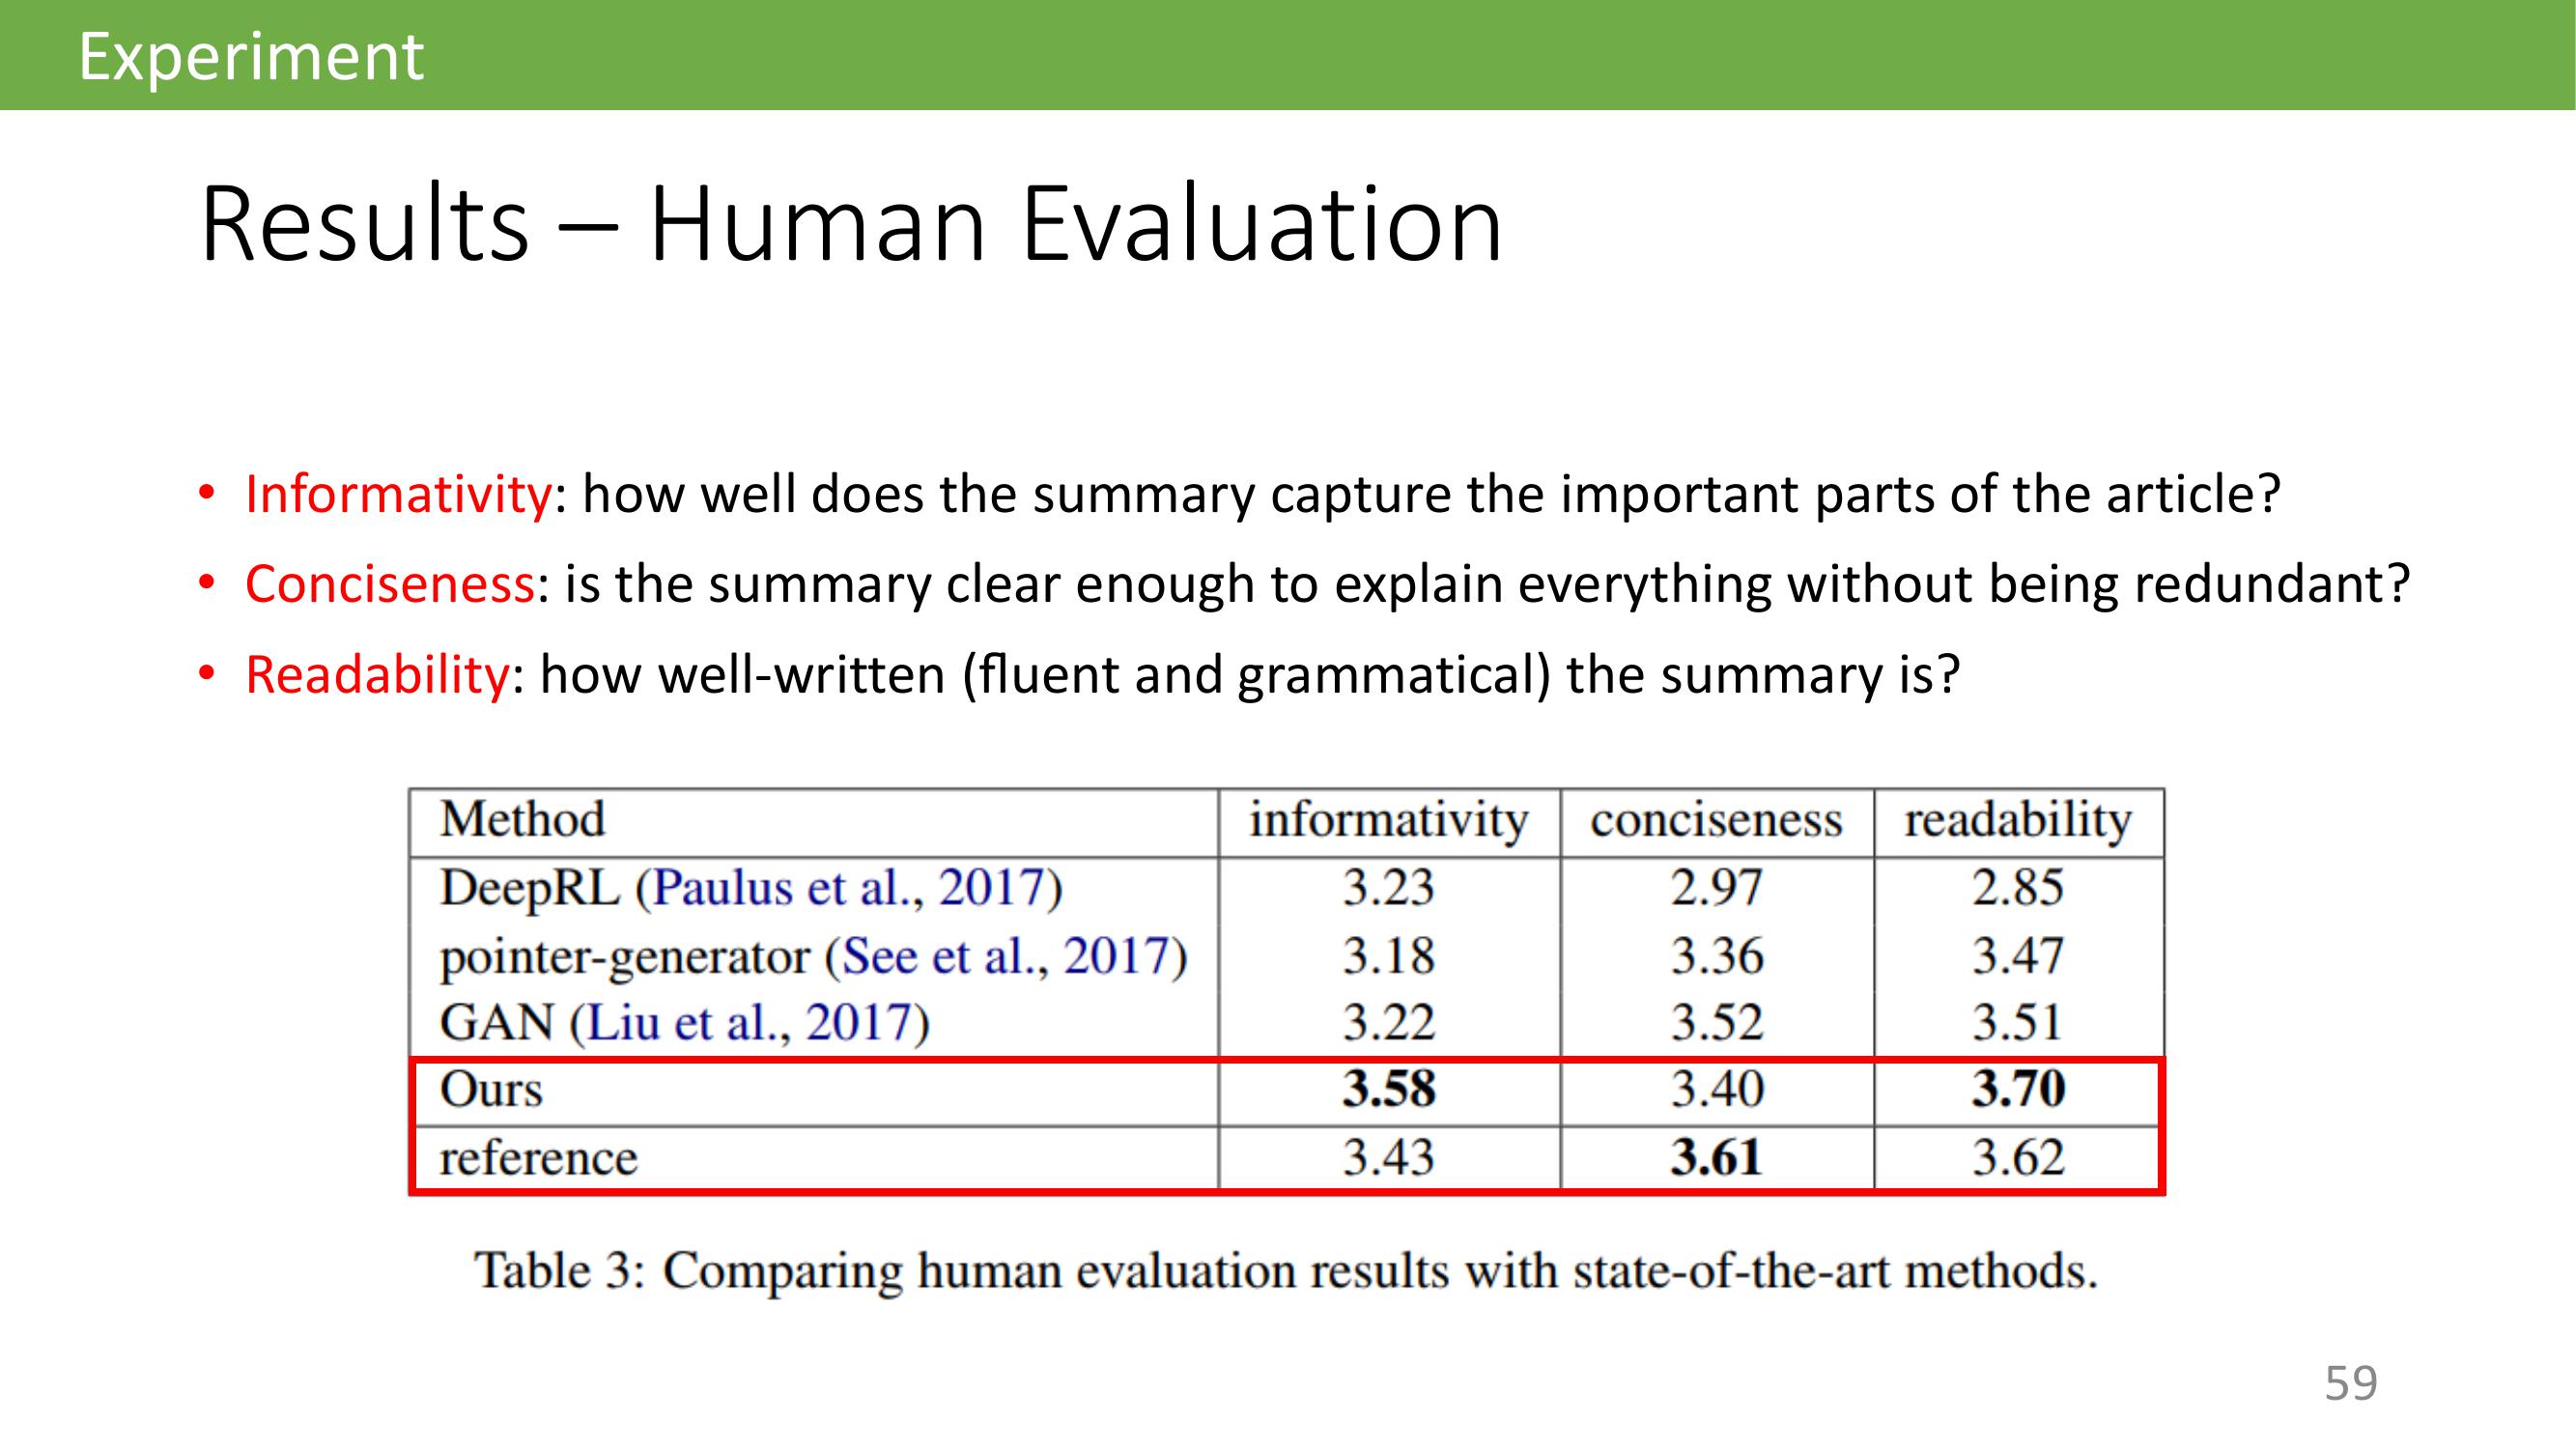 Experiment
Results – Human Evaluation
• Informativity: how well does the summary capture the important parts of the article?
• Conciseness: is the summary clear enough to explain everything without being redundant?
• Readability: how well-written (fluent and grammatical) the summary is?
Method informativity conciseness readability
DeepRL (Paulus et al., 2017) 3.23 2.97 2.85
pointer-generator (See et al., 2017) 3.18 3.36 3.47
GAN (Liu et al., 2017) 3.22 3.52 3.51
Ours 3.58 3.40 3.70
reference 3.43 3.61 3.62
Table 3: Comparing human evaluation results with state-of-the-art methods.
59